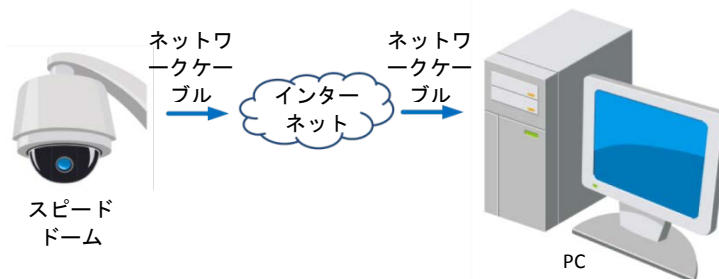 ネットワ
ークケー
ブル
ネットワ
ークケー
ブル
インター
ネット
スピード
ドーム
PC